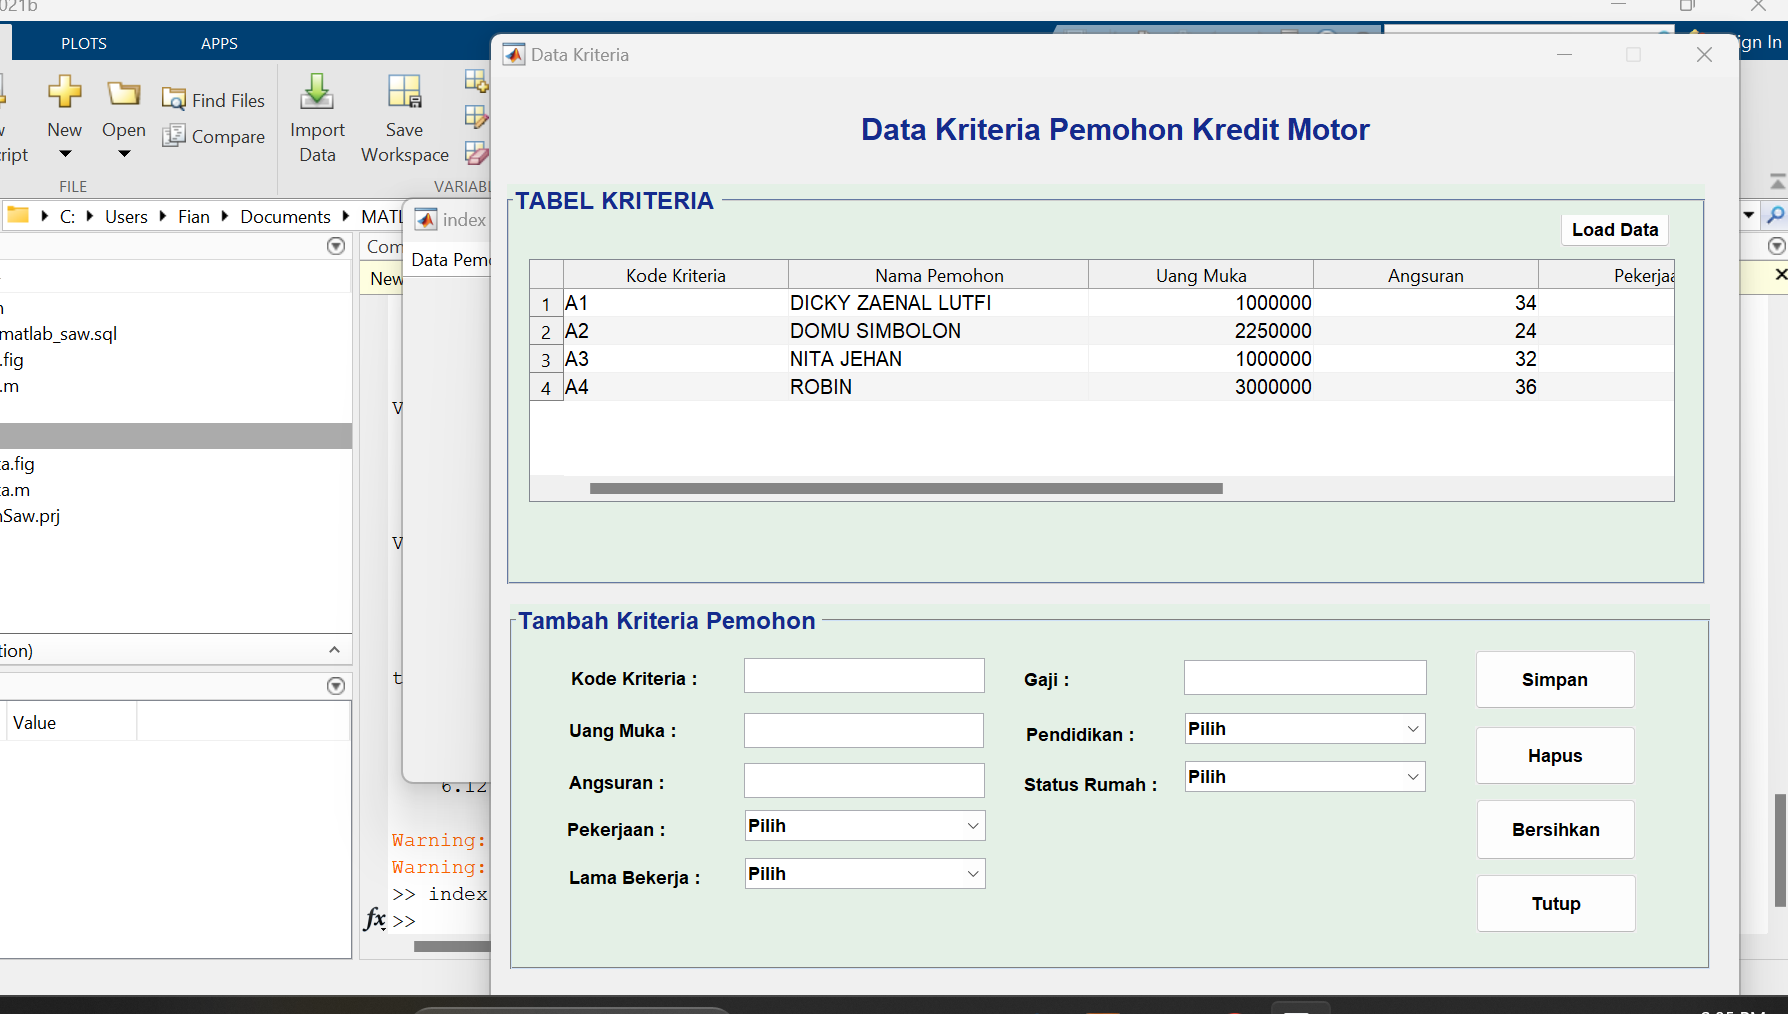 021b
PLOTS
APPS
ign In
New
Open
Find Files
Compare
Import
Data
Save
Workspace
ript
FILE
VARIABL
C:
Users
Fian
Documents
MATL
Com
New
index
Data Pemo
matlab_saw.sql
.fig
.m
a.fig
a.m
Saw.prj
tion)
Value
V
V
t
6.12
Warning:
Warning:
>> index
fx >>
Data Kriteria
Data Kriteria Pemohon Kredit Motor
TABEL KRITERIA
Load Data
Kode Kriteria Nama Pemohon Uang Muka Angsuran Pekerjaa
1 A1 DICKY ZAENAL LUTFI 1000000 34
2 A2 DOMU SIMBOLON 2250000 24
3 A3 NITA JEHAN 1000000 32
4 A4 ROBIN 3000000 36
Tambah Kriteria Pemohon
Kode Kriteria :
Uang Muka :
Angsuran :
Pekerjaan : Pilih
Lama Bekerja : Pilih
Gaji :
Pendidikan : Pilih
Status Rumah : Pilih
Simpan
Hapus
Bersihkan
Tutup